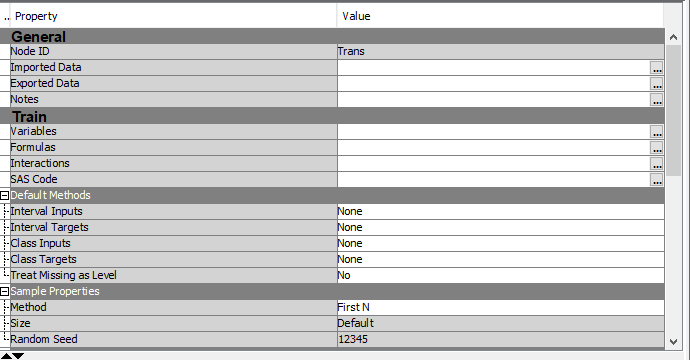 .. Property Value
General
Node ID Trans
Imported Data ...
Exported Data ...
Notes ...
Train
Variables ...
Formulas ...
Interactions ...
SAS Code ...
Default Methods
Interval Inputs None
Interval Targets None
Class Inputs None
Class Targets None
Treat Missing as Level No
Sample Properties
Method First N
Size Default
Random Seed 12345